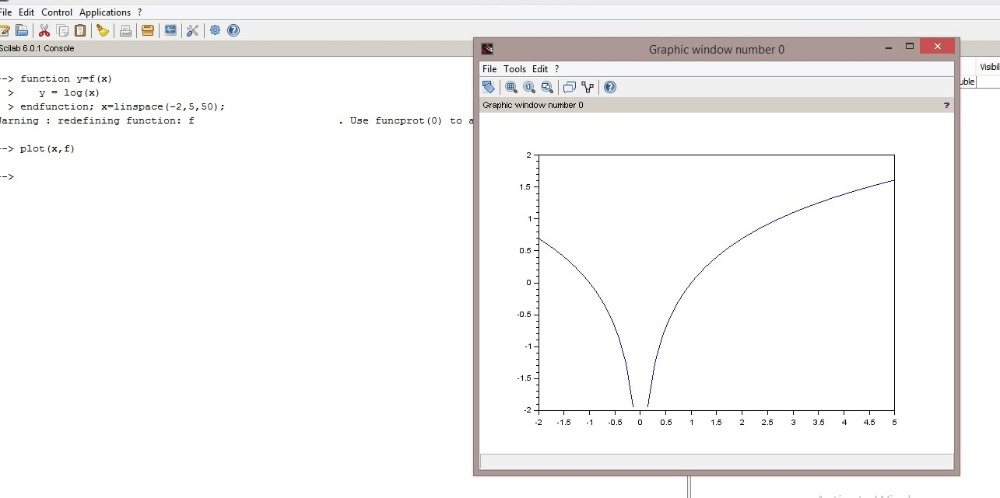 File Edit Control Applications ?
Scilab 6.0.1 Console
--> function y=f(x)
> y = log(x)
> endfunction; x=linspace(-2,5,50);
Warning : redefining function: f . Use funcprot(0) to a
--> plot(x,f)
-->
Graphic window number 0
File Tools Edit ?
Graphic window number 0 ?
Visibil
uble
2
1.5
1
0.5
0
-0.5
-1
-1.5
-2
-2 -1.5 -1 -0.5 0 0.5 1 1.5 2 2.5 3 3.5 4 4.5 5